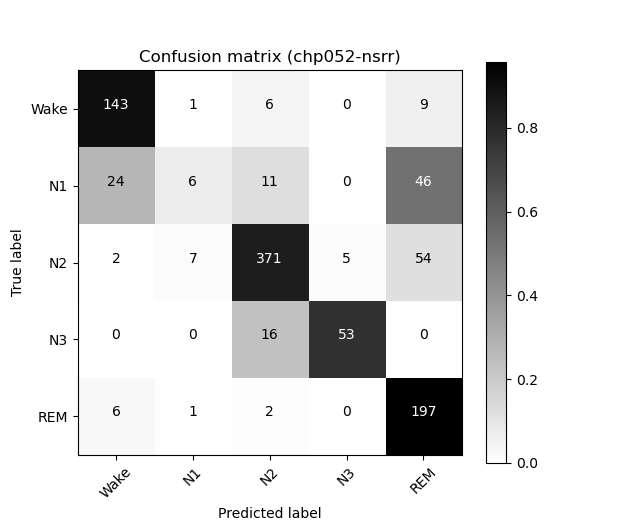 Confusion matrix (chp052-nsrr)
Wake 143 1 6 0 9
N1 24 6 11 0 46
N2 2 7 371 5 54
N3 0 0 16 53 0
REM 6 1 2 0 197
Wake N1 N2 N3 REM
Predicted label
True label
0.8
0.6
0.4
0.2
0.0